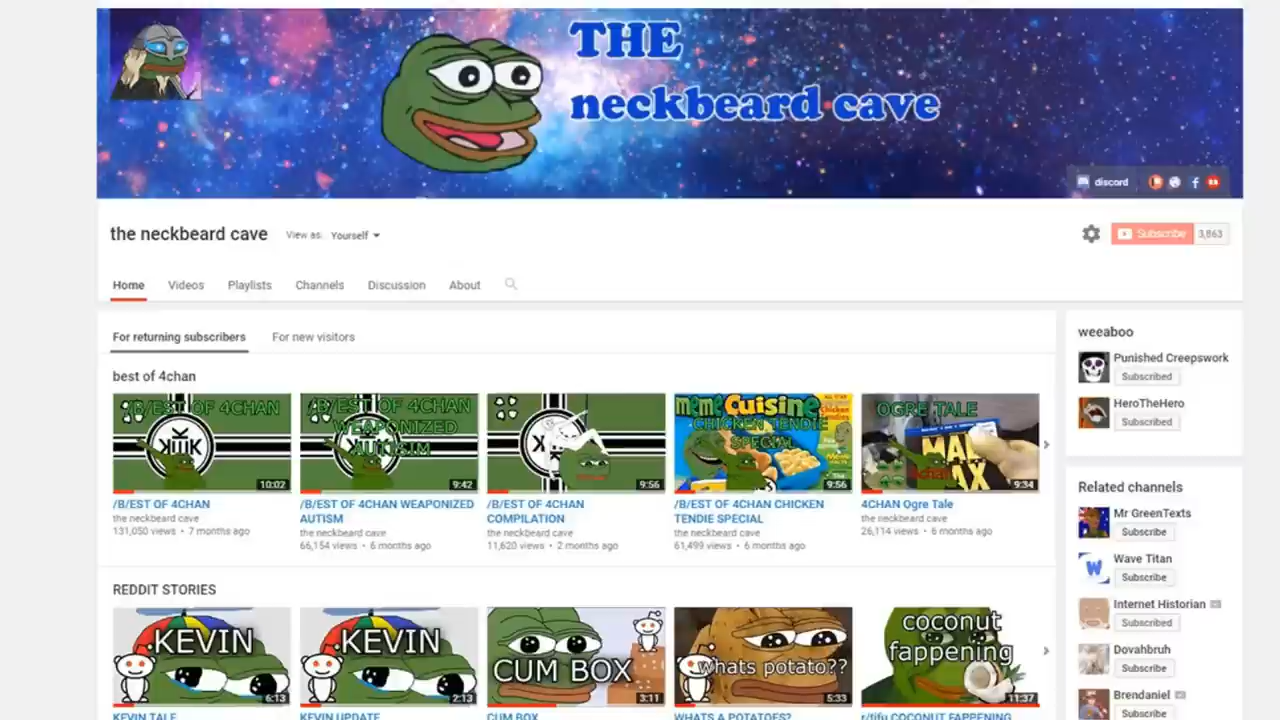 THE
neckbeard cave
discord
the neckbeard cave
View as: Yourself
Subscribe 3,863
Home Videos Playlists Channels Discussion About
For returning subscribers For new visitors
best of 4chan
/B/EST OF 4CHAN
10:02
/B/EST OF 4CHAN
the neckbeard cave
131,050 views • 7 months ago
/B/EST OF 4CHAN
WEAPONIZED
AUTISIM
9:42
/B/EST OF 4CHAN WEAPONIZED
AUTISM
the neckbeard cave
66,154 views • 6 months ago
9:56
/B/EST OF 4CHAN
COMPILATION
the neckbeard cave
11,620 views • 2 months ago
meme Cuisine
CHICKEN TENDIE
SPECIAL
9:56
/B/EST OF 4CHAN CHICKEN
TENDIE SPECIAL
the neckbeard cave
61,499 views • 6 months ago
OGRE TALE
MAD
MAX
9:34
4CHAN Ogre Tale
the neckbeard cave
26,114 views • 6 months ago
REDDIT STORIES
KEVIN
6:13
KEVIN TALE
KEVIN
2:13
KEVIN UPDATE
CUM BOX
3:11
CUM BOX
whats potato??
5:33
WHATS A POTATOES?
coconut
fappening
11:37
r/tifu COCONUT FAPPENING
weeaboo
Punished Creepswork
Subscribed
HeroTheHero
Subscribed
Related channels
Mr GreenTexts
Subscribe
W
Wave Titan
Subscribe
Internet Historian
Subscribed
Dovahbruh
Subscribe
Brendaniel
Subscribe